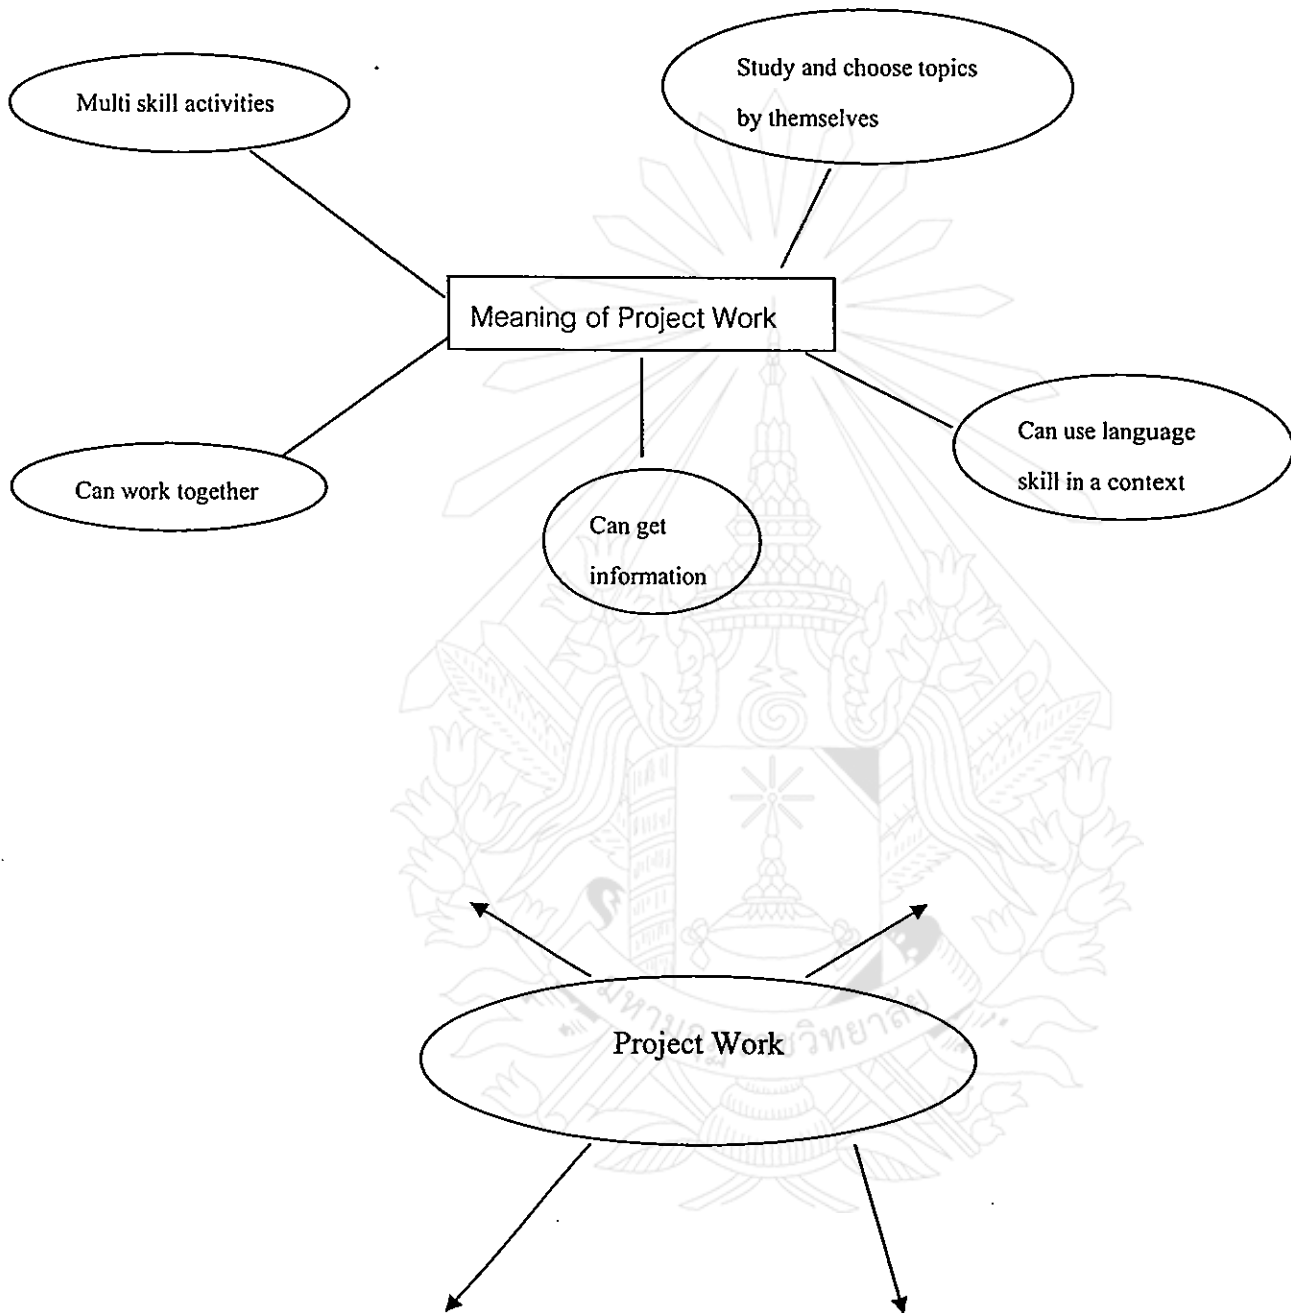 Multi skill activities
Study and choose topics
by themselves
Meaning of Project Work
Can work together
Can get
information
Can use language
skill in a context
Project Work